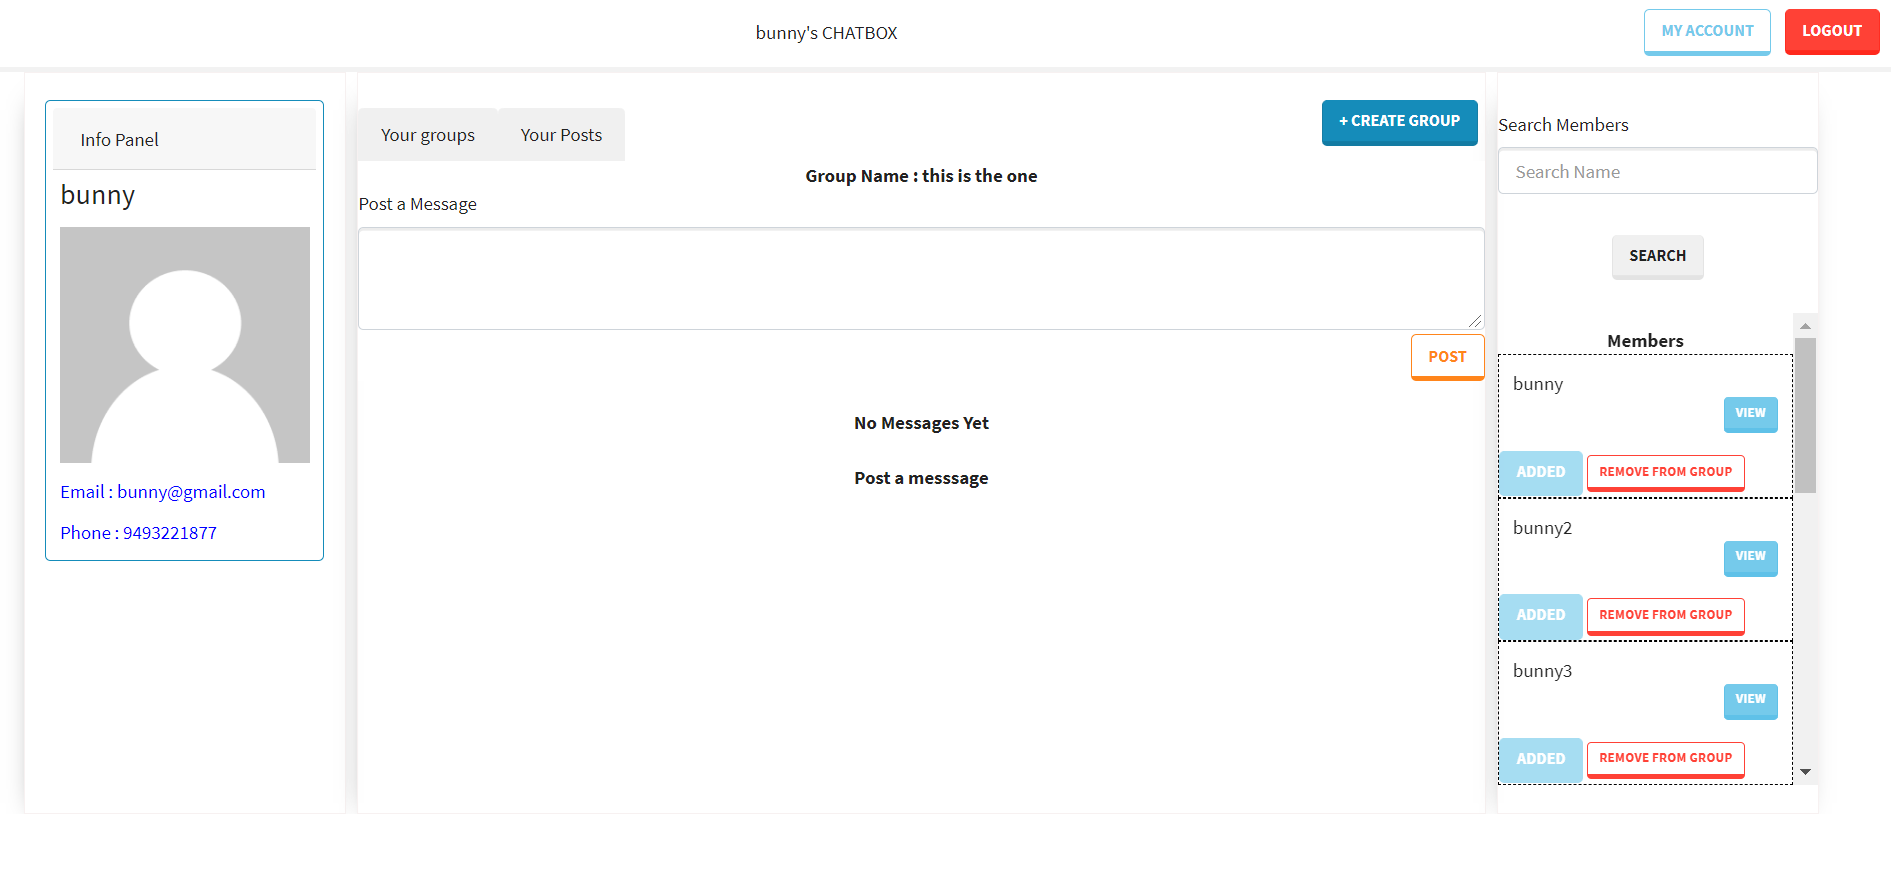 bunny's CHATBOX
MY ACCOUNT
LOGOUT
Info Panel
bunny
Email : bunny@gmail.com
Phone : 9493221877
Your groups
Your Posts
+ CREATE GROUP
Group Name : this is the one
Post a Message
POST
No Messages Yet
Post a messsage
Search Members
Search Name
SEARCH
Members
bunny
VIEW
ADDED
REMOVE FROM GROUP
bunny2
VIEW
ADDED
REMOVE FROM GROUP
bunny3
VIEW
ADDED
REMOVE FROM GROUP